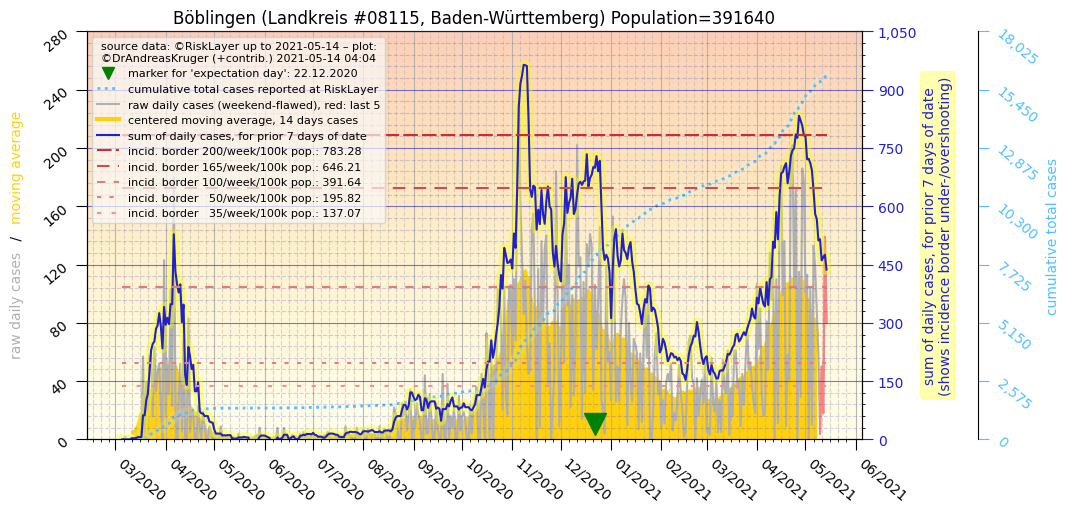 Böblingen (Landkreis #08115, Baden-Württemberg) Population=391640
source data: ©RiskLayer up to 2021-05-14 – plot:
©DrAndreasKruger (+contrib.) 2021-05-14 04:04
marker for 'expectation day': 22.12.2020
cumulative total cases reported at RiskLayer
raw daily cases (weekend-flawed), red: last 5
centered moving average, 14 days cases
sum of daily cases, for prior 7 days of date
incid. border 200/week/100k pop.: 783.28
incid. border 165/week/100k pop.: 646.21
incid. border 100/week/100k pop.: 391.64
incid. border   50/week/100k pop.: 195.82
incid. border   35/week/100k pop.: 137.07
raw daily cases / moving average
280
240
200
160
120
80
40
0
03/2020
04/2020
05/2020
06/2020
07/2020
08/2020
09/2020
10/2020
11/2020
12/2020
01/2021
02/2021
03/2021
04/2021
05/2021
06/2021
1,050
900
750
600
450
300
150
0
sum of daily cases, for prior 7 days of date
(shows incidence border under-/overshooting)
18,025
15,450
12,875
10,300
7,725
5,150
2,575
0
cumulative total cases